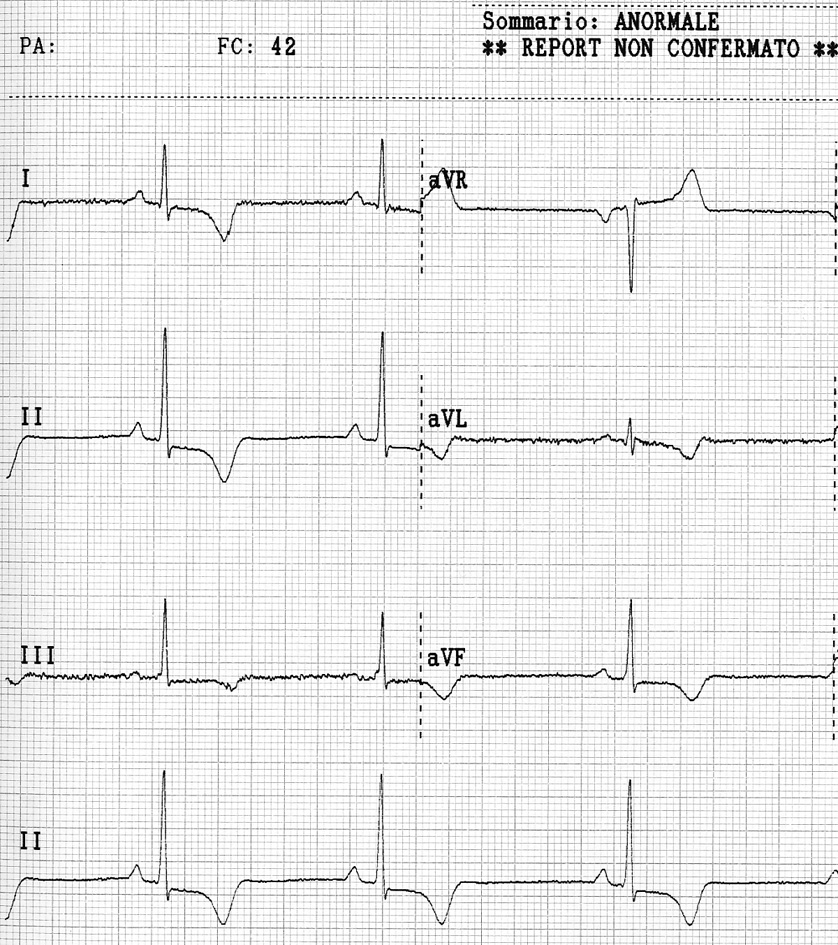 Sommario: ANORMALE
PA: FC: 42 ** REPORT NON CONFERMATO **
I aVR
II aVL
III aVF
II